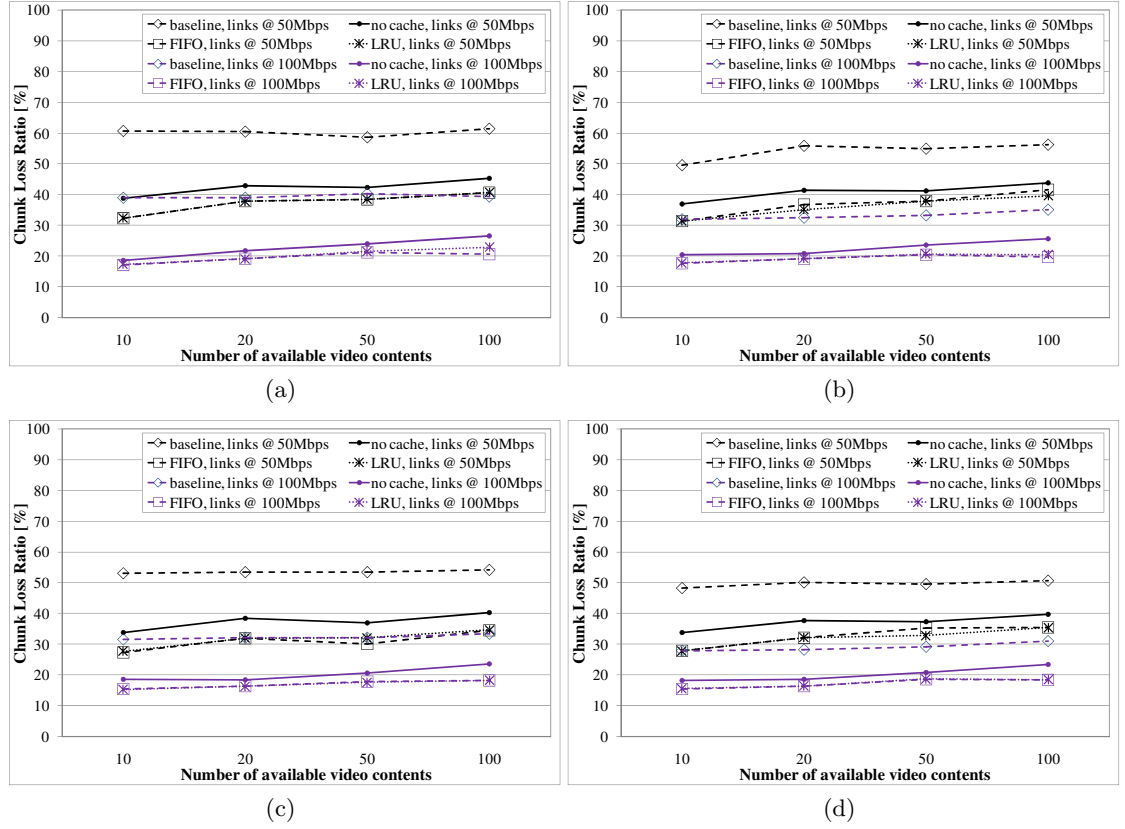 100
90
80
70
60
50
40
30
20
10
0
Chunk Loss Ratio [%]
baseline, links @ 50Mbps
no cache, links @ 50Mbps
FIFO, links @ 50Mbps
LRU, links @ 50Mbps
baseline, links @ 100Mbps
no cache, links @ 100Mbps
FIFO, links @ 100Mbps
LRU, links @ 100Mbps
10 20 50 100
Number of available video contents
(a)
100
90
80
70
60
50
40
30
20
10
0
Chunk Loss Ratio [%]
baseline, links @ 50Mbps
no cache, links @ 50Mbps
FIFO, links @ 50Mbps
LRU, links @ 50Mbps
baseline, links @ 100Mbps
no cache, links @ 100Mbps
FIFO, links @ 100Mbps
LRU, links @ 100Mbps
10 20 50 100
Number of available video contents
(b)
100
90
80
70
60
50
40
30
20
10
0
Chunk Loss Ratio [%]
baseline, links @ 50Mbps
no cache, links @ 50Mbps
FIFO, links @ 50Mbps
LRU, links @ 50Mbps
baseline, links @ 100Mbps
no cache, links @ 100Mbps
FIFO, links @ 100Mbps
LRU, links @ 100Mbps
10 20 50 100
Number of available video contents
(c)
100
90
80
70
60
50
40
30
20
10
0
Chunk Loss Ratio [%]
baseline, links @ 50Mbps
no cache, links @ 50Mbps
FIFO, links @ 50Mbps
LRU, links @ 50Mbps
baseline, links @ 100Mbps
no cache, links @ 100Mbps
FIFO, links @ 100Mbps
LRU, links @ 100Mbps
10 20 50 100
Number of available video contents
(d)